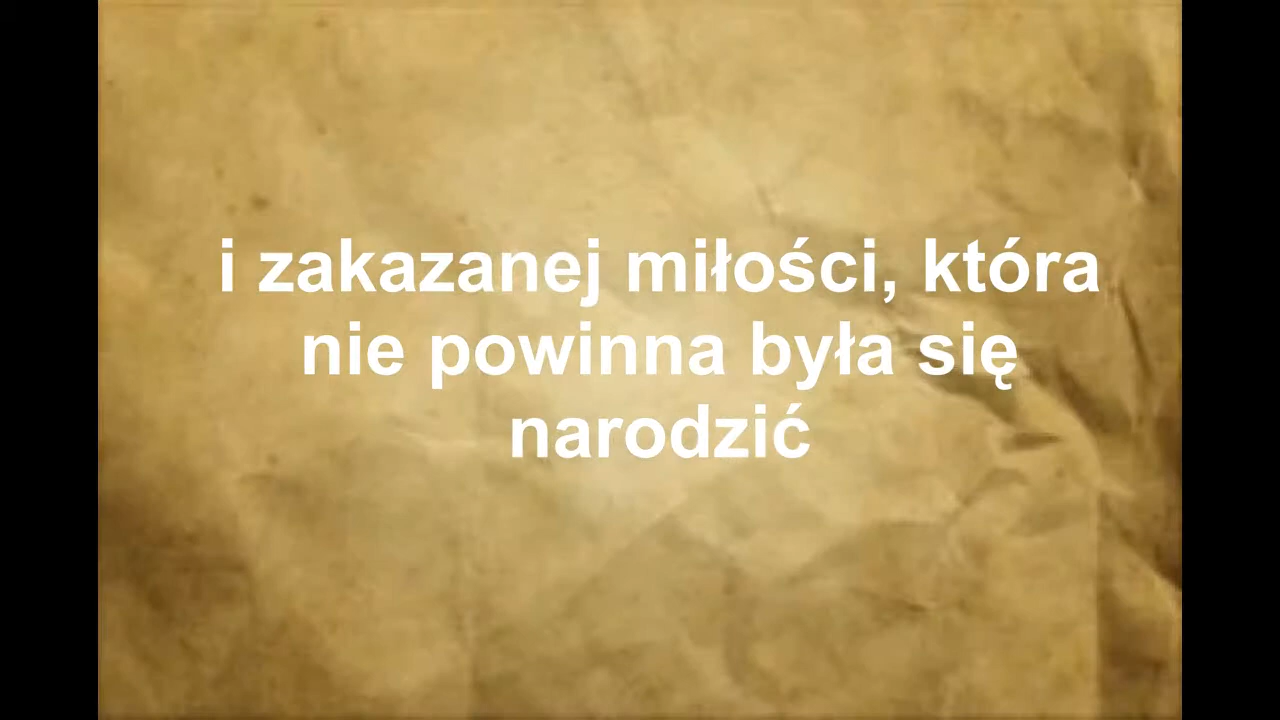 i zakazanej miłości, która
nie powinna była się
narodzić